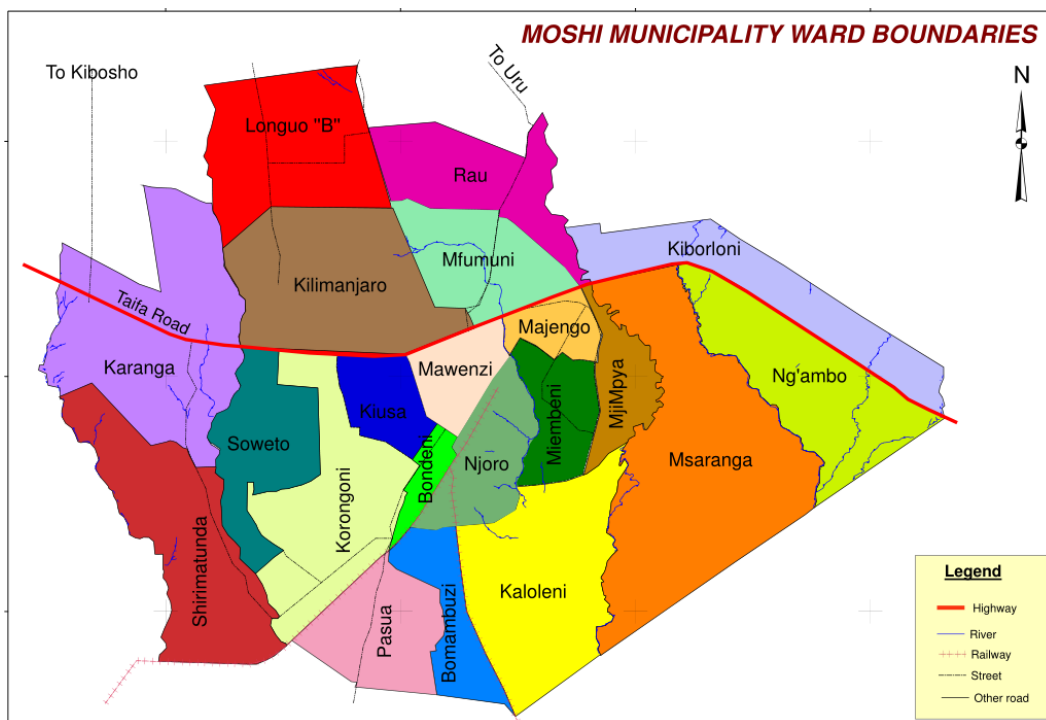 MOSHI MUNICIPALITY WARD BOUNDARIES
To Kibosho
To Uru
N
Longuo "B"
Rau
Kiborloni
Mfumuni
Kilimanjaro
Taifa Road
Majengo
Karanga
Mawenzi
Ng'ambo
Kiusa
Miembeni
MjiMpya
Soweto
Bondeni
Njoro
Msaranga
Korongoni
Shirimatunda
Kaloleni
Pasua
Bomambuzi
Legend
Highway
River
Railway
Street
Other road